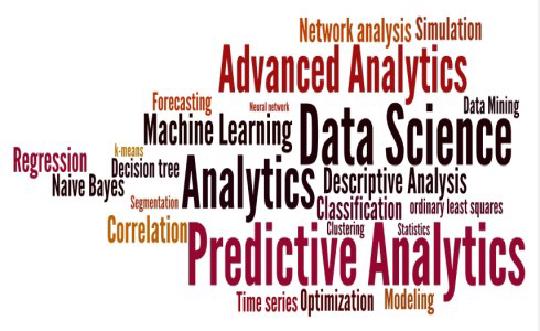 Network analysis
Simulation
Advanced Analytics
Forecasting
Neural network
Data Mining
Machine Learning
Data Science
Regression
k-means
Decision tree
Naive Bayes
Analytics
Descriptive Analysis
Segmentation
Classification
ordinary least squares
Correlation
Clustering
Statistics
Predictive Analytics
Time series
Optimization
Modeling